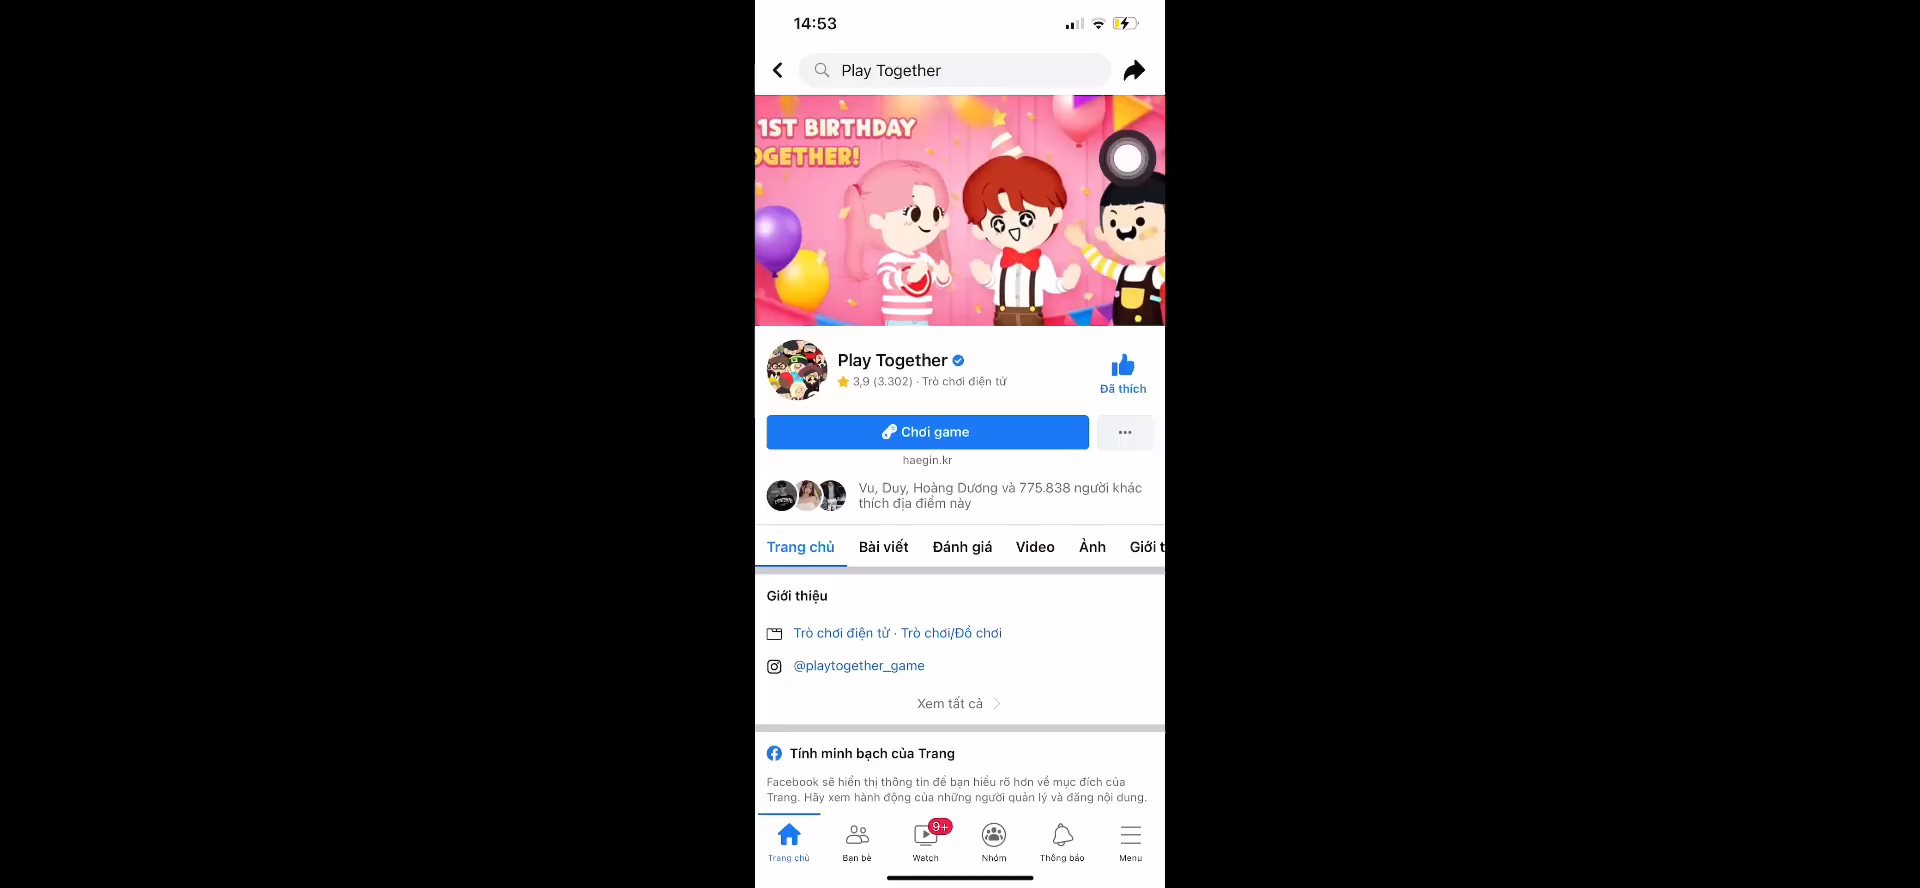 14:53
Play Together
1ST BIRTHDAY
OGETHER!
Play Together
3,9 (3.302) · Trò chơi điện tử
Đã thích
Chơi game
haegin.kr
Vu, Duy, Hoàng Dương và 775.838 người khác
thích địa điểm này
Trang chủ Bài viết Đánh giá Video Ảnh Giới t
Giới thiệu
Trò chơi điện tử · Trò chơi/Đồ chơi
@playtogether_game
Xem tất cả
Tính minh bạch của Trang
Facebook sẽ hiển thị thông tin để bạn hiểu rõ hơn về mục đích của
Trang. Hãy xem hành động của những người quản lý và đăng nội dung.
9+
Trang chủ Bạn bè Watch Nhóm Thông báo Menu